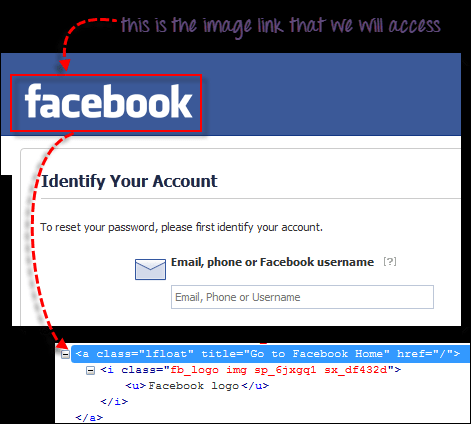 this is the image link that we will access
facebook
Identify Your Account
To reset your password, please first identify your account.
Email, phone or Facebook username [?]
Email, Phone or Username
<a class="lfloat" title="Go to Facebook Home" href="/">
<i class="fb_logo img sp_6jxgq1 sx_df432d">
<u>Facebook logo</u>
</i>
</a>